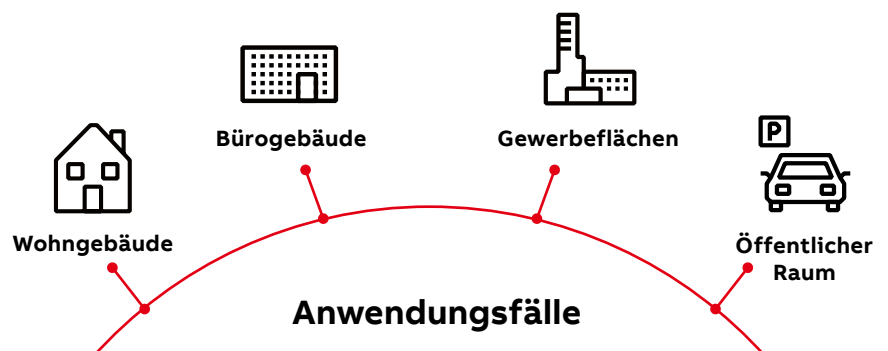 Wohngebäude
Bürogebäude
Gewerbeflächen
P
Öffentlicher
Raum
Anwendungsfälle